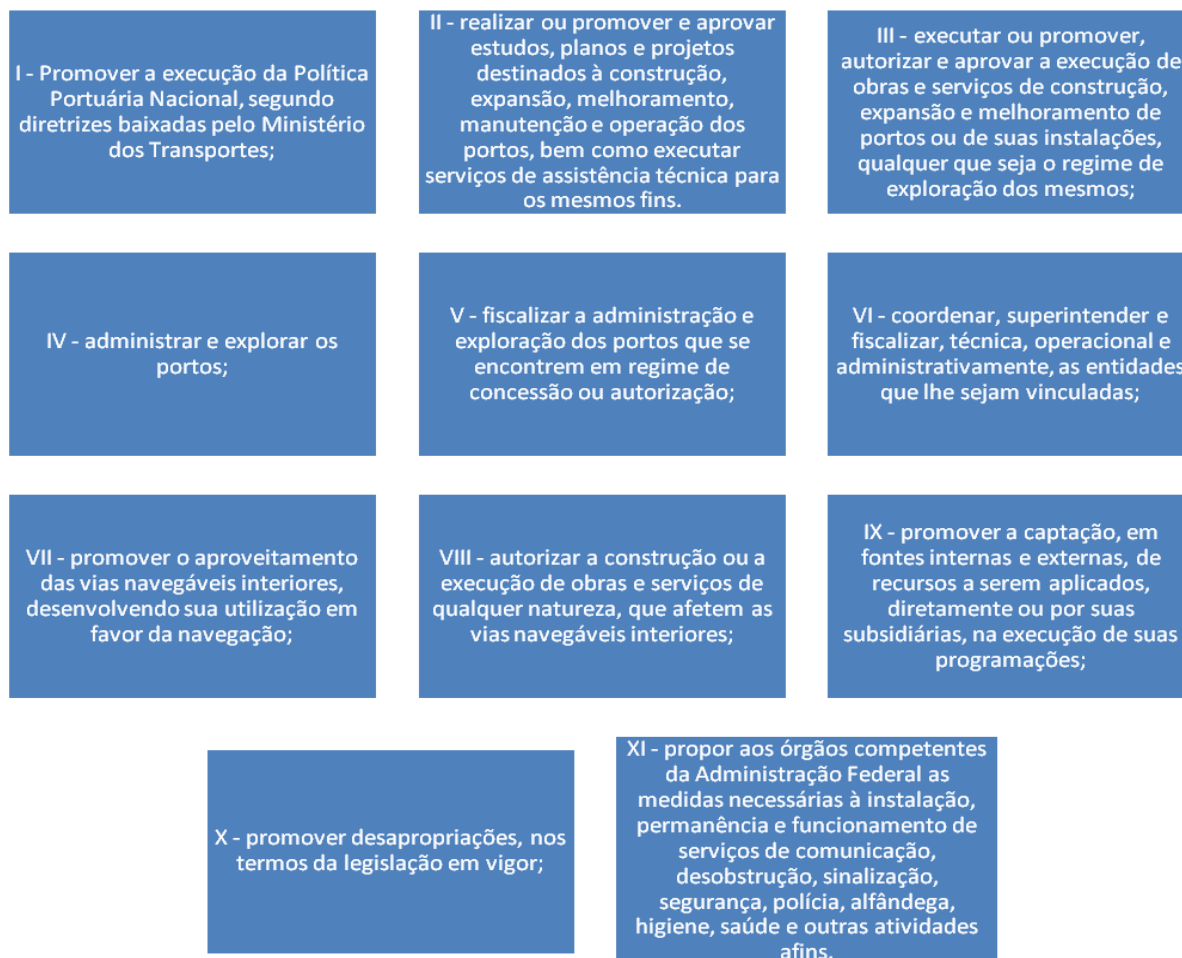 I - Promover a execução da Política
Portuária Nacional, segundo
diretrizes baixadas pelo Ministério
dos Transportes;
II - realizar ou promover e aprovar
estudos, planos e projetos
destinados à construção,
expansão, melhoramento,
manutenção e operação dos
portos, bem como executar
serviços de assistência técnica para
os mesmos fins.
III - executar ou promover,
autorizar e aprovar a execução de
obras e serviços de construção,
expansão e melhoramento de
portos ou de suas instalações,
qualquer que seja o regime de
exploração dos mesmos;
IV - administrar e explorar os
portos;
V - fiscalizar a administração e
exploração dos portos que se
encontrem em regime de
concessão ou autorização;
VI - coordenar, superintender e
fiscalizar, técnica, operacional e
administrativamente, as entidades
que lhe sejam vinculadas;
VII - promover o aproveitamento
das vias navegáveis interiores,
desenvolvendo sua utilização em
favor da navegação;
VIII - autorizar a construção ou a
execução de obras e serviços de
qualquer natureza, que afetem as
vias navegáveis interiores;
IX - promover a captação, em
fontes internas e externas, de
recursos a serem aplicados,
diretamente ou por suas
subsidiárias, na execução de suas
programações;
X - promover desapropriações, nos
termos da legislação em vigor;
XI - propor aos órgãos competentes
da Administração Federal as
medidas necessárias à instalação,
permanência e funcionamento de
serviços de comunicação,
desobstrução, sinalização,
segurança, polícia, alfândega,
higiene, saúde e outras atividades
afins.